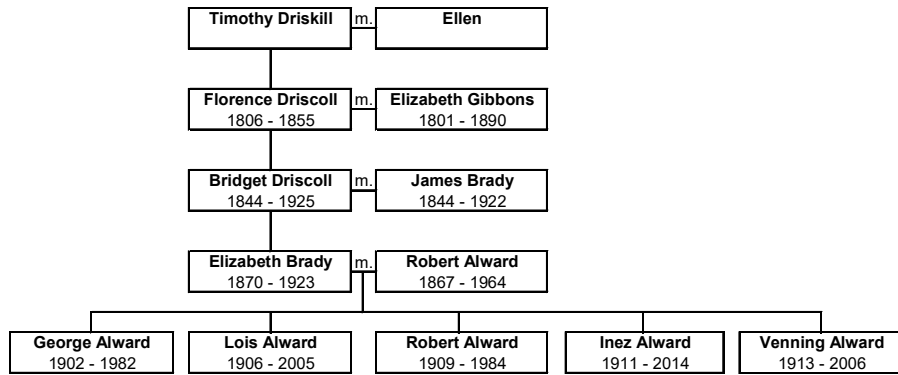 Timothy Driskill m. Ellen
Florence Driscoll m. Elizabeth Gibbons
1806 - 1855 1801 - 1890
Bridget Driscoll m. James Brady
1844 - 1925 1844 - 1922
Elizabeth Brady m. Robert Alward
1870 - 1923 1867 - 1964
George Alward Lois Alward Robert Alward Inez Alward Venning Alward
1902 - 1982 1906 - 2005 1909 - 1984 1911 - 2014 1913 - 2006